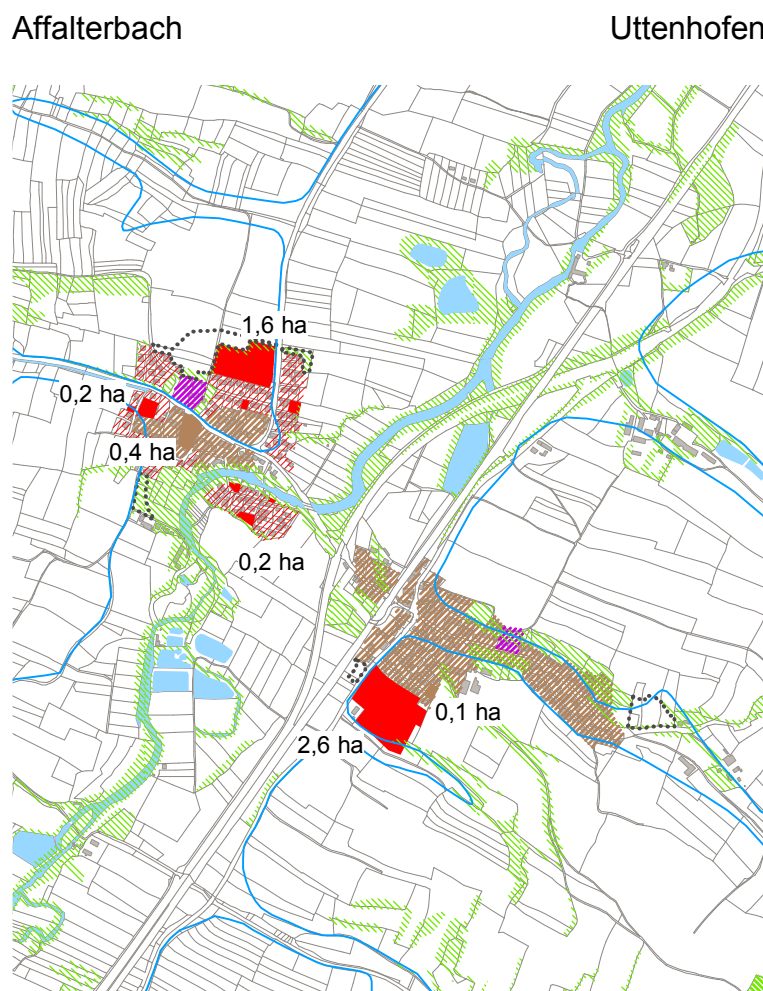 Affalterbach
Uttenhofen
1,6 ha
0,2 ha
0,4 ha
0,2 ha
0,1 ha
2,6 ha